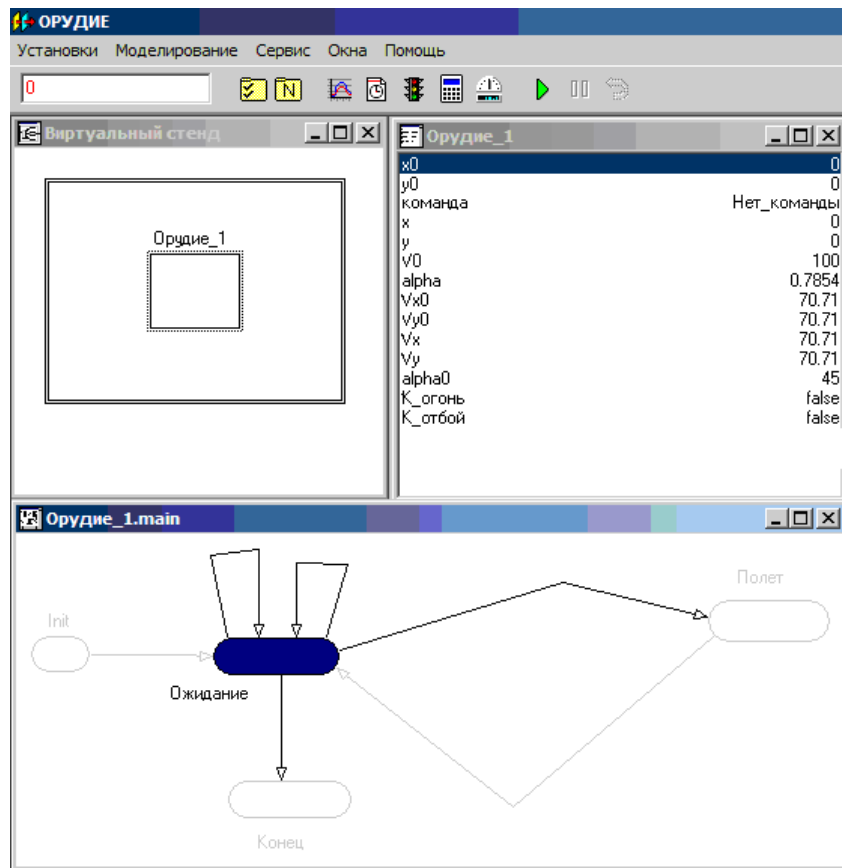 ОРУДИЕ
Установки Моделирование Сервис Окна Помощь
0
N
Виртуальный стенд
Орудие_1
Орудие_1
x0 0
y0 0
команда Нет_команды
x 0
y 0
V0 100
alpha 0.7854
Vx0 70.71
Vy0 70.71
Vx 70.71
Vy 70.71
alpha0 45
К_огонь false
К_отбой false
Орудие_1.main
Полет
Init
Ожидание
Конец